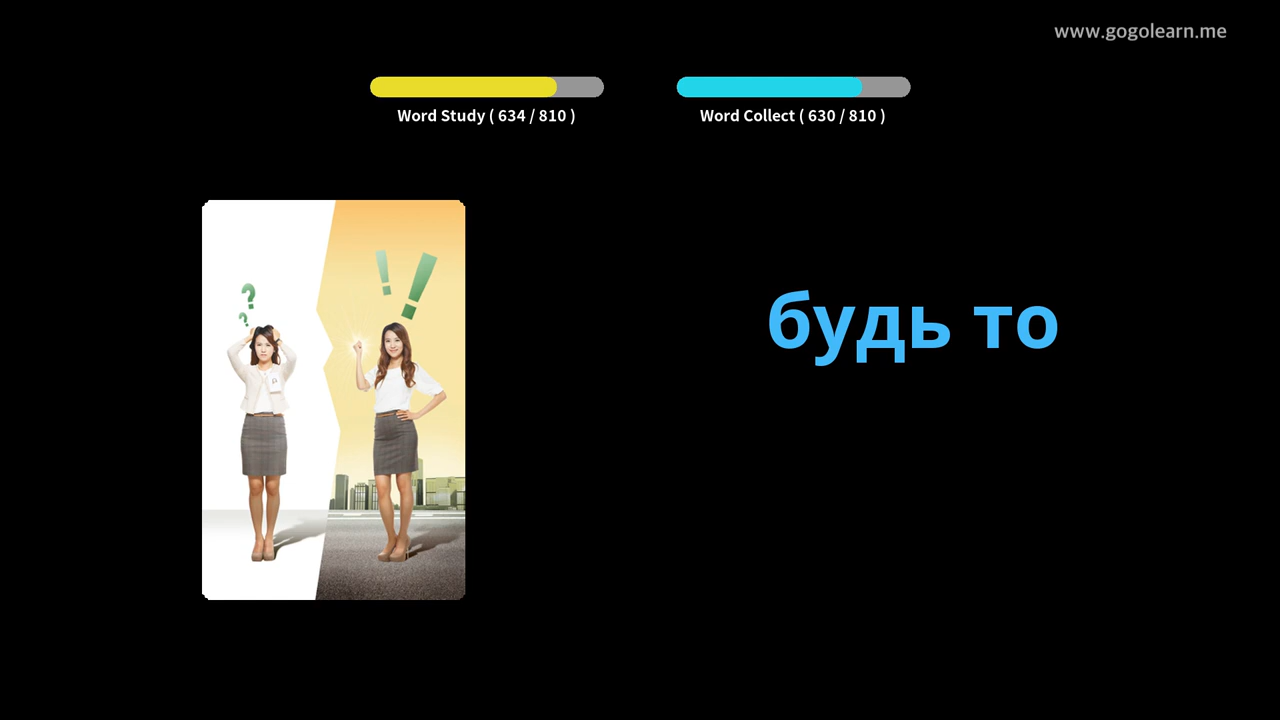 www.gogolearn.me
Word Study ( 634 / 810 )
Word Collect ( 630 / 810 )
? ?
! !
будь то